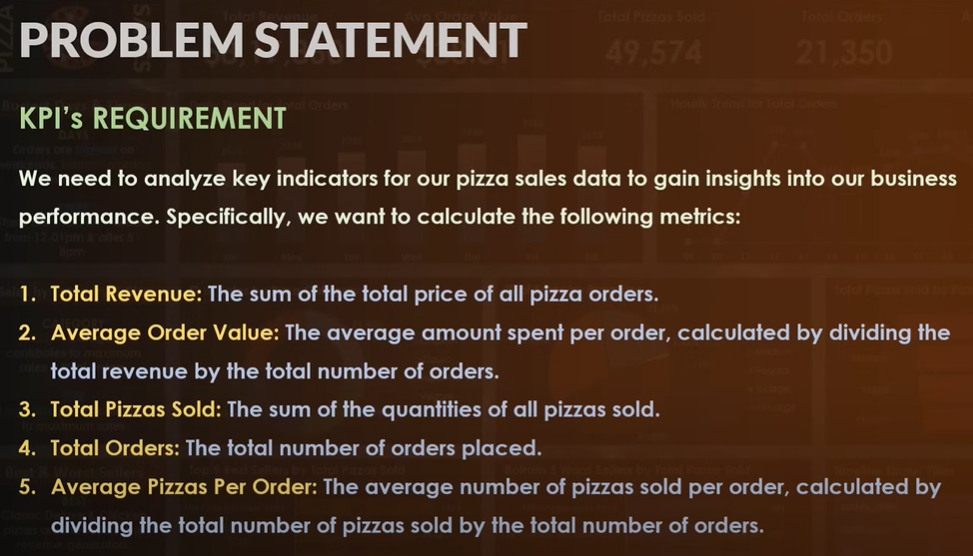 PROBLEM STATEMENT
Total Pizzas Sold
Total Orders
49,574
21,350
KPI's REQUIREMENT
We need to analyze key indicators for our pizza sales data to gain insights into our business
performance. Specifically, we want to calculate the following metrics:
1. Total Revenue: The sum of the total price of all pizza orders.
2. Average Order Value: The average amount spent per order, calculated by dividing the
total revenue by the total number of orders.
3. Total Pizzas Sold: The sum of the quantities of all pizzas sold.
4. Total Orders: The total number of orders placed.
5. Average Pizzas Per Order: The average number of pizzas sold per order, calculated by
dividing the total number of pizzas sold by the total number of orders.